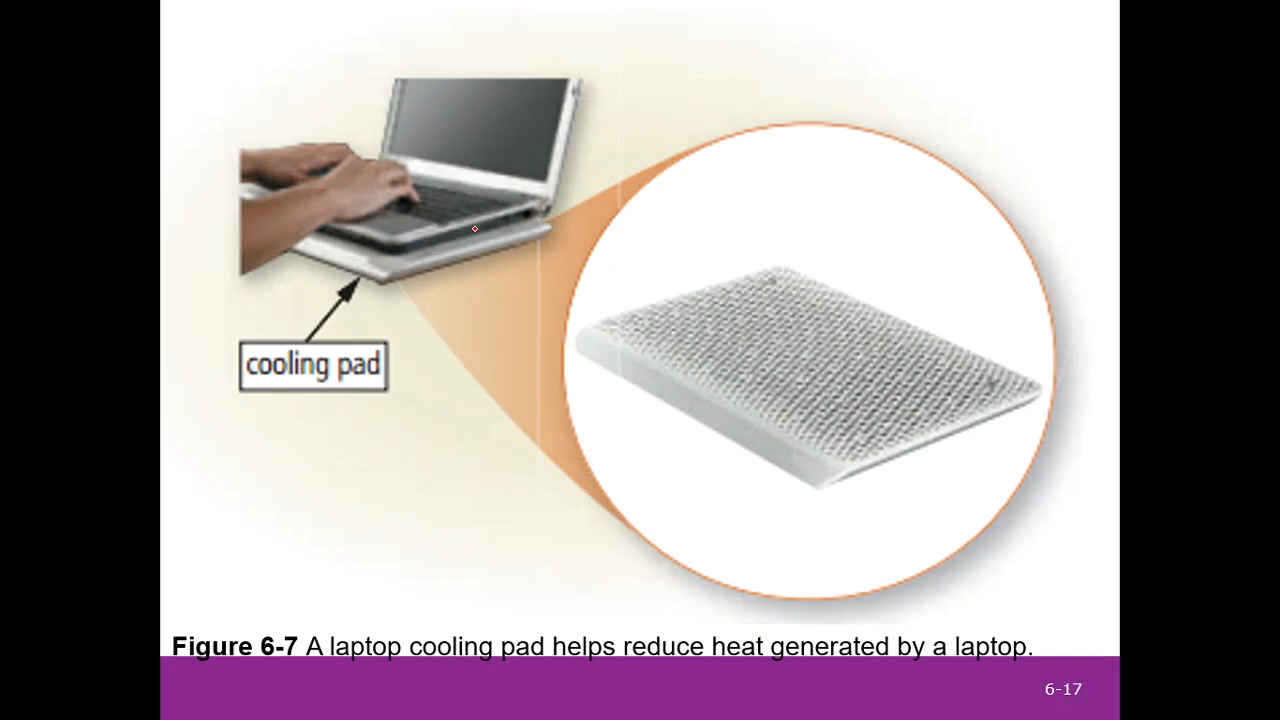 cooling pad
Figure 6-7 A laptop cooling pad helps reduce heat generated by a laptop.
6-17